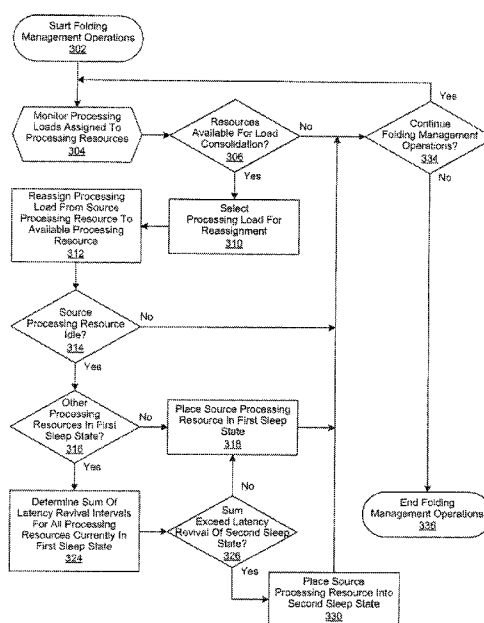 Start Folding
Management Operations
302
Monitor Processing
Loads Assigned To
Processing Resources
304
Resources
Available For Load
Consolidation?
306
No
Yes
Yes
Continue
Folding Management
Operations?
334
No
Select
Processing Load For
Reassignment
310
Reassign Processing
Load From Source
Processing Resource To
Available Processing
Resource
312
Source
Processing Resource
Idle?
314
No
Yes
Other
Processing
Resources In First
Sleep State?
316
No
Yes
Place Source Processing
Resource In First Sleep
State
318
Determine Sum Of
Latency Revival Intervals
For All Processing
Resources Currently In
First Sleep State
324
No
Sum
Exceed Latency
Revival Of Second Sleep
State?
326
Yes
Place Source
Processing Resource Into
Second Sleep State
330
End Folding
Management Operations
336